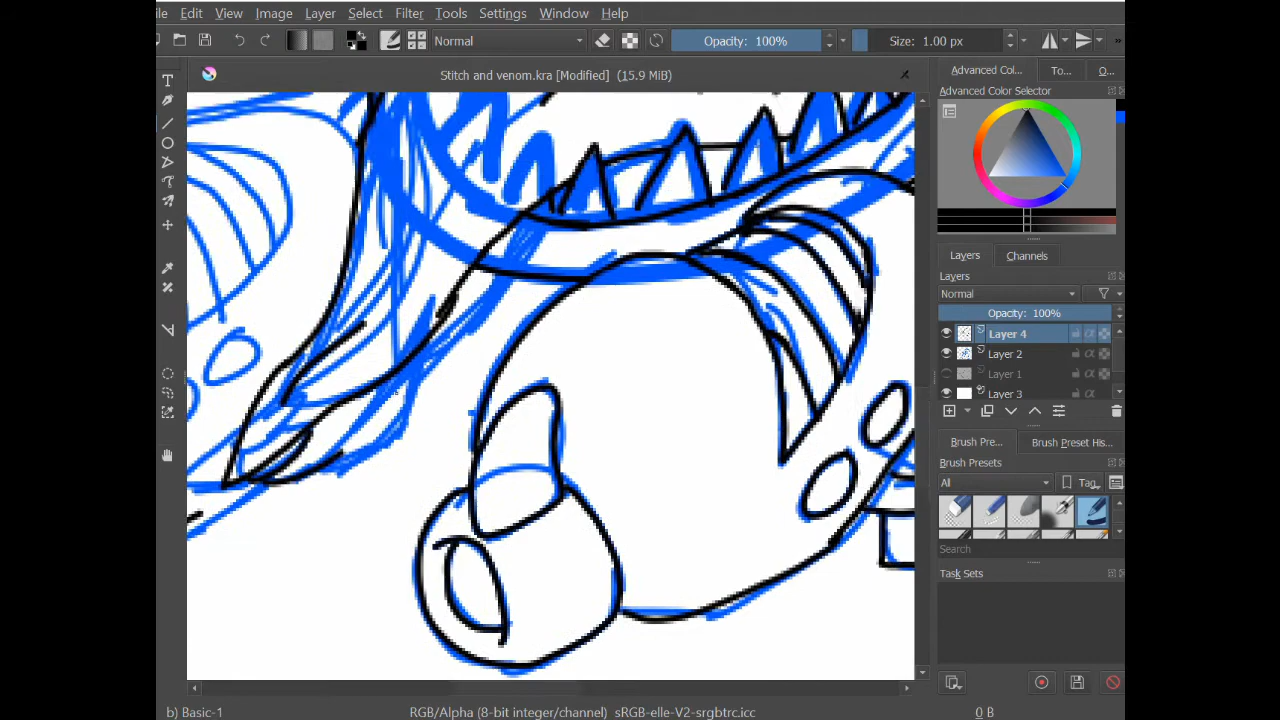 ile Edit View Image Layer Select Filter Tools Settings Window Help
Normal Opacity: 100% Size: 1.00 px »
Stitch and venom.kra [Modified] (15.9 MiB)
Advanced Col... To... O...
Advanced Color Selector
Layers Channels
Layers
Normal
Opacity: 100%
Layer 4
Layer 2
Layer 1
Layer 3
Brush Pre... Brush Preset His...
Brush Presets
All Tag
Search
Task Sets
b) Basic-1 RGB/Alpha (8-bit integer/channel) sRGB-elle-V2-srgbtrc.icc 0 B